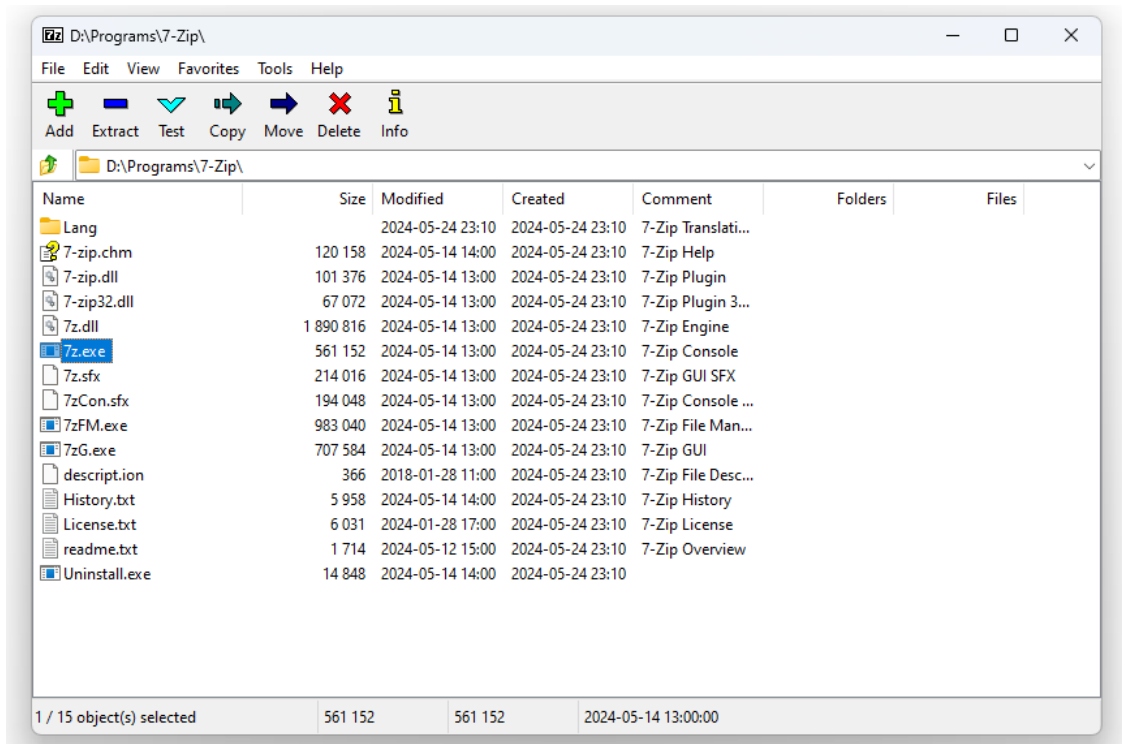 7z D:\Programs\7-Zip\
File Edit View Favorites Tools Help
Add Extract Test Copy Move Delete Info
D:\Programs\7-Zip\
Name Size Modified Created Comment Folders Files
Lang 2024-05-24 23:10 2024-05-24 23:10 7-Zip Translati...
7-zip.chm 120 158 2024-05-14 14:00 2024-05-24 23:10 7-Zip Help
7-zip.dll 101 376 2024-05-14 13:00 2024-05-24 23:10 7-Zip Plugin
7-zip32.dll 67 072 2024-05-14 13:00 2024-05-24 23:10 7-Zip Plugin 3...
7z.dll 1 890 816 2024-05-14 13:00 2024-05-24 23:10 7-Zip Engine
7z.exe 561 152 2024-05-14 13:00 2024-05-24 23:10 7-Zip Console
7z.sfx 214 016 2024-05-14 13:00 2024-05-24 23:10 7-Zip GUI SFX
7zCon.sfx 194 048 2024-05-14 13:00 2024-05-24 23:10 7-Zip Console ...
7zFM.exe 983 040 2024-05-14 13:00 2024-05-24 23:10 7-Zip File Man...
7zG.exe 707 584 2024-05-14 13:00 2024-05-24 23:10 7-Zip GUI
descript.ion 366 2018-01-28 11:00 2024-05-24 23:10 7-Zip File Desc...
History.txt 5 958 2024-05-14 14:00 2024-05-24 23:10 7-Zip History
License.txt 6 031 2024-01-28 17:00 2024-05-24 23:10 7-Zip License
readme.txt 1 714 2024-05-12 15:00 2024-05-24 23:10 7-Zip Overview
Uninstall.exe 14 848 2024-05-14 14:00 2024-05-24 23:10
1 / 15 object(s) selected 561 152 561 152 2024-05-14 13:00:00